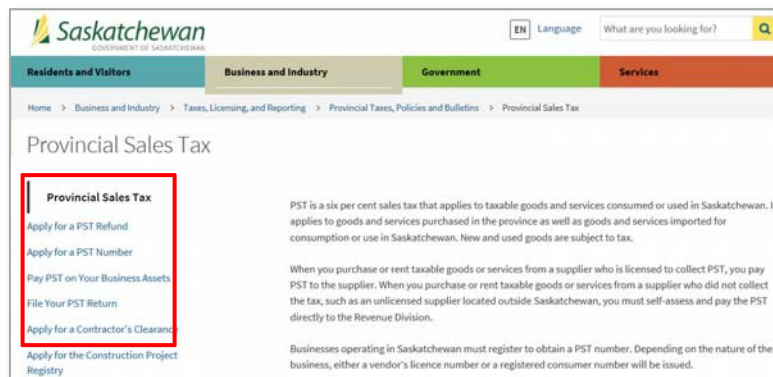 Saskatchewan
GOVERNMENT OF SASKATCHEWAN
EN Language What are you looking for?
Residents and Visitors Business and Industry Government Services
Home > Business and Industry > Taxes, Licensing, and Reporting > Provincial Taxes, Policies and Bulletins > Provincial Sales Tax
Provincial Sales Tax
Provincial Sales Tax
Apply for a PST Refund
Apply for a PST Number
Pay PST on Your Business Assets
File Your PST Return
Apply for a Contractor's Clearance
Apply for the Construction Project
Registry
PST is a six per cent sales tax that applies to taxable goods and services consumed or used in Saskatchewan.
applies to goods and services purchased in the province as well as goods and services imported for
consumption or use in Saskatchewan. New and used goods are subject to tax.
When you purchase or rent taxable goods or services from a supplier who is licensed to collect PST, you pay
PST to the supplier. When you purchase or rent taxable goods or services from a supplier who did not collect
the tax, such as an unlicensed supplier located outside Saskatchewan, you must self-assess and pay the PST
directly to the Revenue Division.
Businesses operating in Saskatchewan must register to obtain a PST number. Depending on the nature of the
business, either a vendor's licence number or a registered consumer number will be issued.